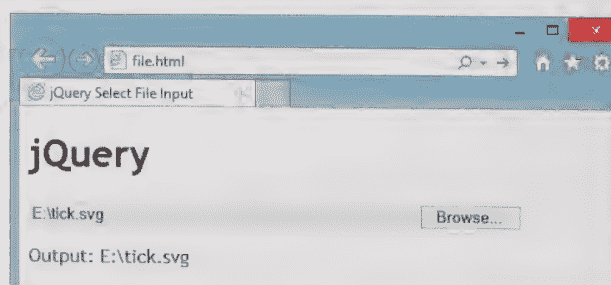 file.html
jQuery Select File Input
jQuery
E:\tick.svg
Browse...
Output: E:\tick.svg